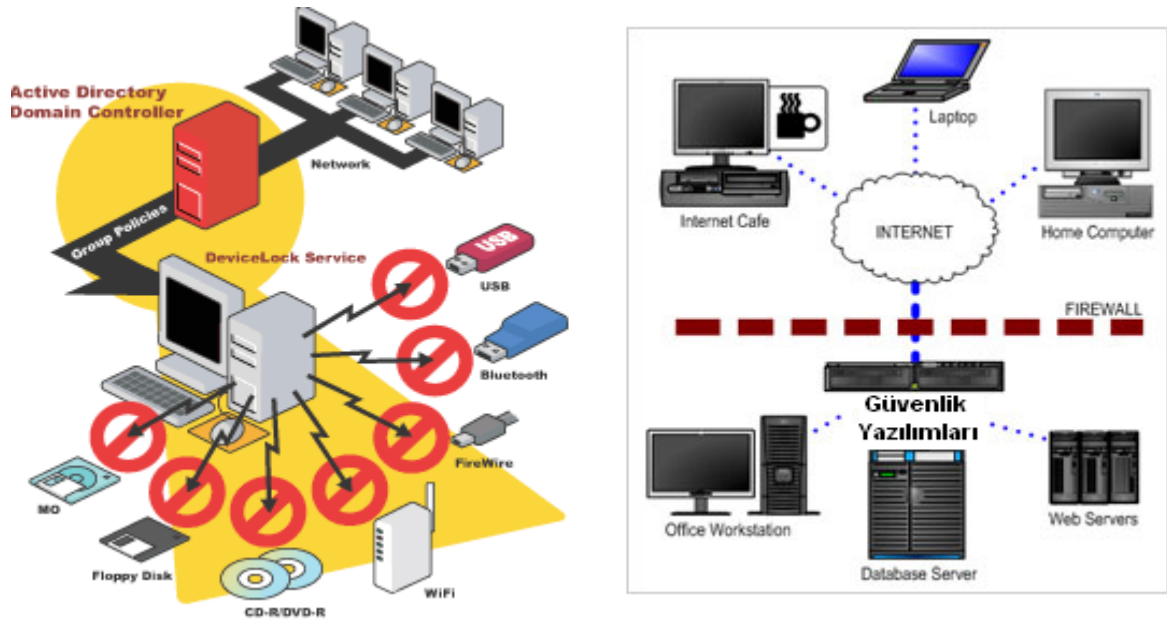 Active Directory
Domain Controller
Network
Group Policies
DeviceLock Service
USB
USB
Bluetooth
FireWire
MO
Floppy Disk
CD-R/DVD-R
WiFi
Laptop
Internet Cafe
INTERNET
Home Computer
FIREWALL
Güvenlik
Yazılımları
Office Workstation
Web Servers
Database Server